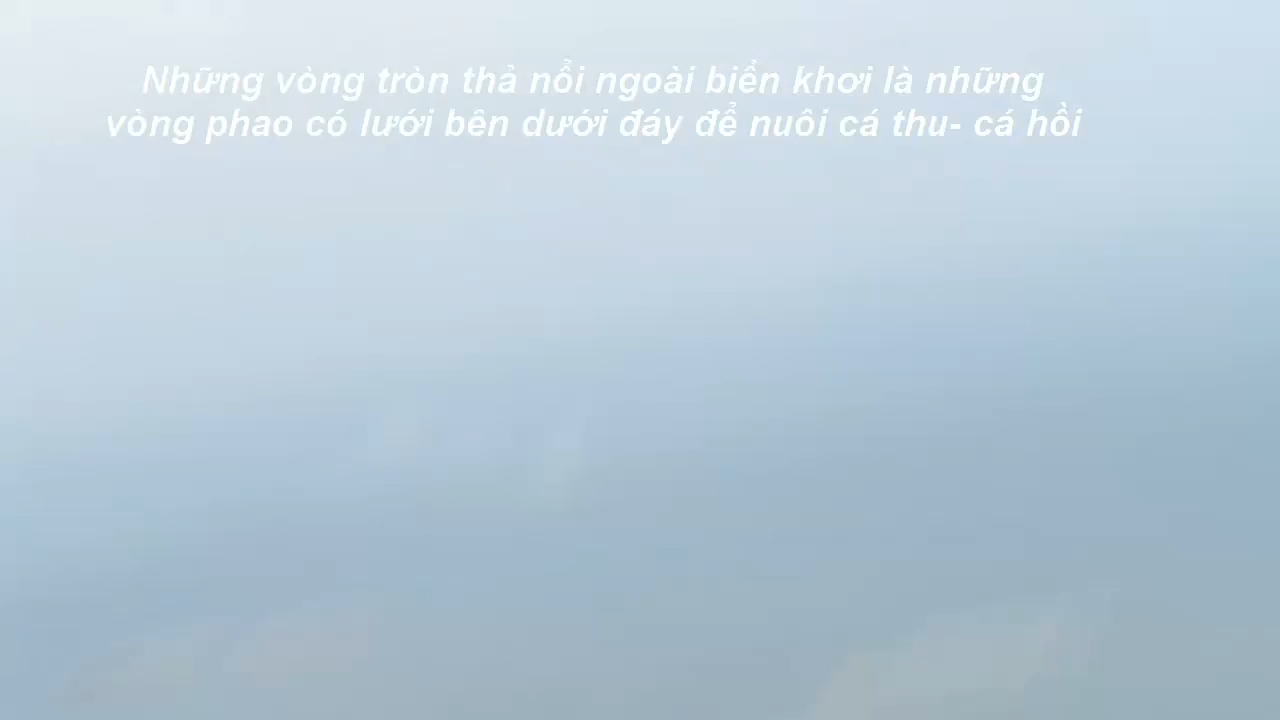 Những vòng tròn thả nổi ngoài biển khơi là những
vòng phao có lưới bên dưới đáy để nuôi cá thu- cá hồi